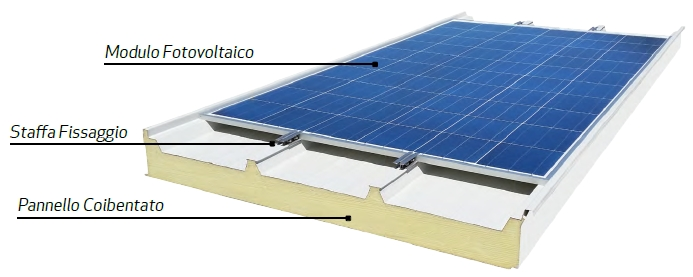 Modulo Fotovoltaico
Staffa Fissaggio
Pannello Coibentato